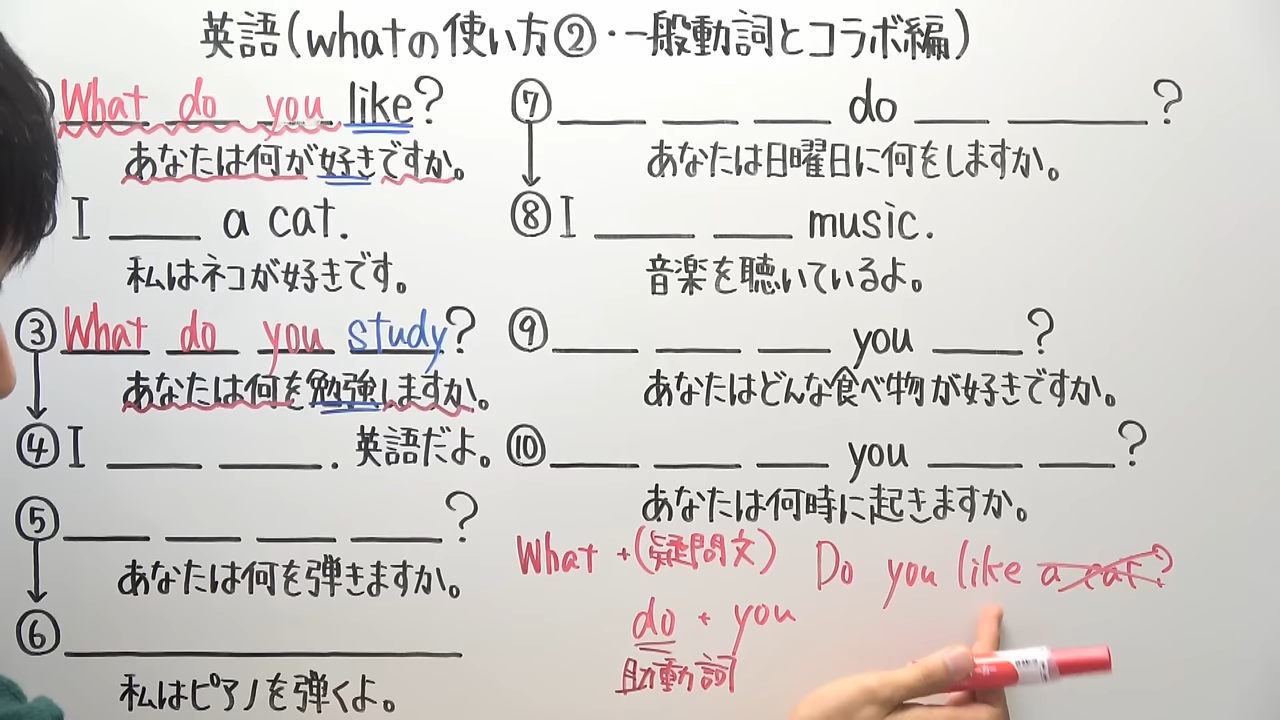 英語(whatの使い方②・一般動詞とコラボ編)
What do you like?
あなたは何が好きですか。
I ____ a cat.
私はネコが好きです。
③ What do you study?
あなたは何を勉強しますか。
④ I ____ ____. 英語だよ。
⑤ ____ ____ ____ ____?
あなたは何を弾きますか。
⑥ ____
私はピアノを弾くよ。
⑦ ____ ____ ____ do ____ ____?
あなたは日曜日に何をしますか。
⑧ I ____ ____ music.
音楽を聴いているよ。
⑨ ____ ____ ____ you ____?
あなたはどんな食べ物が好きですか。
⑩ ____ ____ ____ you ____ ____?
あなたは何時に起きますか。
What +(疑問文)
do + you
助動詞
Do you like a cat?